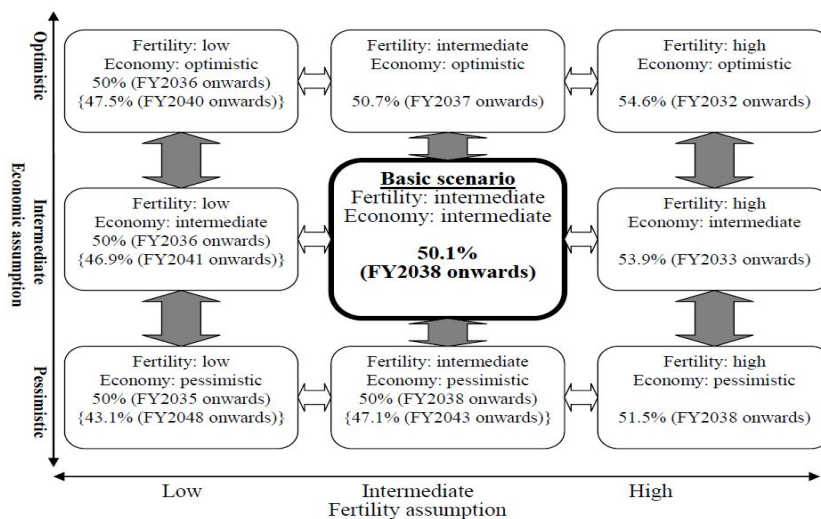 Optimistic
Intermediate
Economic assumption
Pessimistic
Fertility: low
Economy: optimistic
50% (FY2036 onwards)
{47.5% (FY2040 onwards)}
Fertility: intermediate
Economy: optimistic
50.7% (FY2037 onwards)
Fertility: high
Economy: optimistic
54.6% (FY2032 onwards)
Fertility: low
Economy: intermediate
50% (FY2036 onwards)
{46.9% (FY2041 onwards)}
Basic scenario
Fertility: intermediate
Economy: intermediate
50.1%
(FY2038 onwards)
Fertility: high
Economy: intermediate
53.9% (FY2033 onwards)
Fertility: low
Economy: pessimistic
50% (FY2035 onwards)
{43.1% (FY2048 onwards)}
Fertility: intermediate
Economy: pessimistic
50% (FY2038 onwards)
{47.1% (FY2043 onwards)}
Fertility: high
Economy: pessimistic
51.5% (FY2038 onwards)
Low
Intermediate
High
Fertility assumption